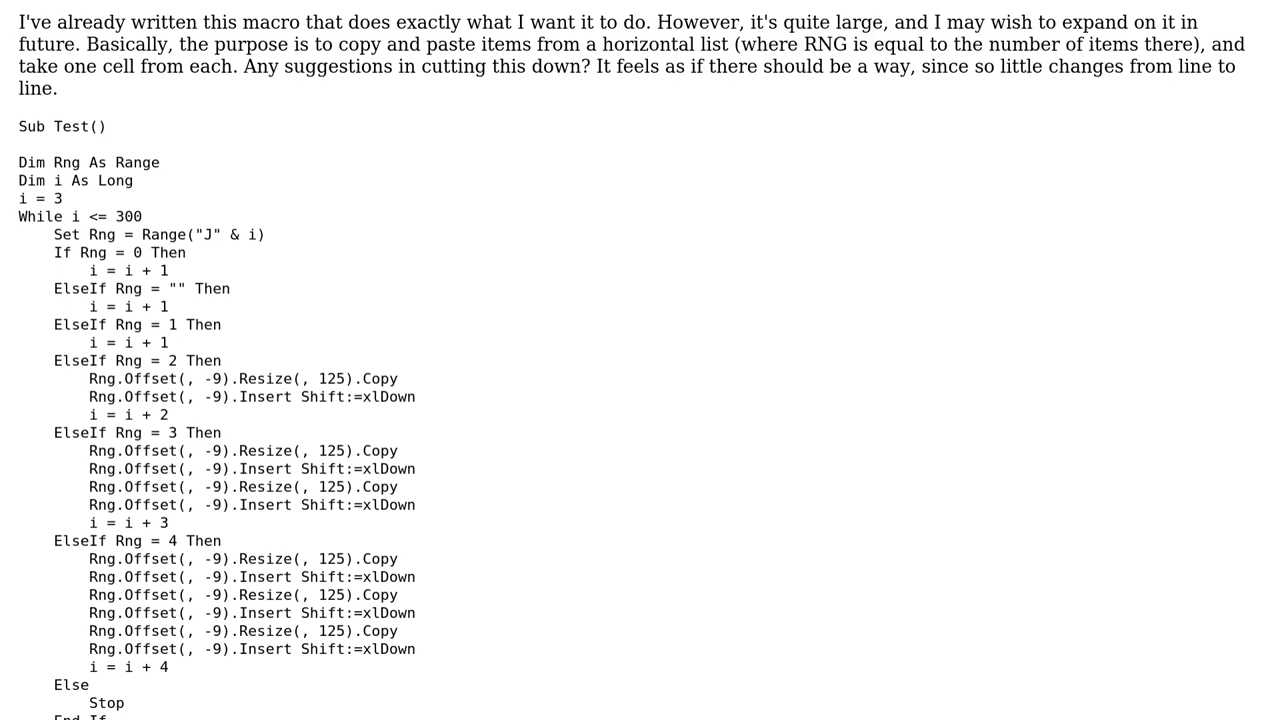 I've already written this macro that does exactly what I want it to do. However, it's quite large, and I may wish to expand on it in
future. Basically, the purpose is to copy and paste items from a horizontal list (where RNG is equal to the number of items there), and
take one cell from each. Any suggestions in cutting this down? It feels as if there should be a way, since so little changes from line to
line.
Sub Test()
Dim Rng As Range
Dim i As Long
i = 3
While i <= 300
    Set Rng = Range("J" & i)
    If Rng = 0 Then
        i = i + 1
    ElseIf Rng = "" Then
        i = i + 1
    ElseIf Rng = 1 Then
        i = i + 1
    ElseIf Rng = 2 Then
        Rng.Offset(, -9).Resize(, 125).Copy
        Rng.Offset(, -9).Insert Shift:=xlDown
        i = i + 2
    ElseIf Rng = 3 Then
        Rng.Offset(, -9).Resize(, 125).Copy
        Rng.Offset(, -9).Insert Shift:=xlDown
        Rng.Offset(, -9).Resize(, 125).Copy
        Rng.Offset(, -9).Insert Shift:=xlDown
        i = i + 3
    ElseIf Rng = 4 Then
        Rng.Offset(, -9).Resize(, 125).Copy
        Rng.Offset(, -9).Insert Shift:=xlDown
        Rng.Offset(, -9).Resize(, 125).Copy
        Rng.Offset(, -9).Insert Shift:=xlDown
        Rng.Offset(, -9).Resize(, 125).Copy
        Rng.Offset(, -9).Insert Shift:=xlDown
        i = i + 4
    Else
        Stop
    End If